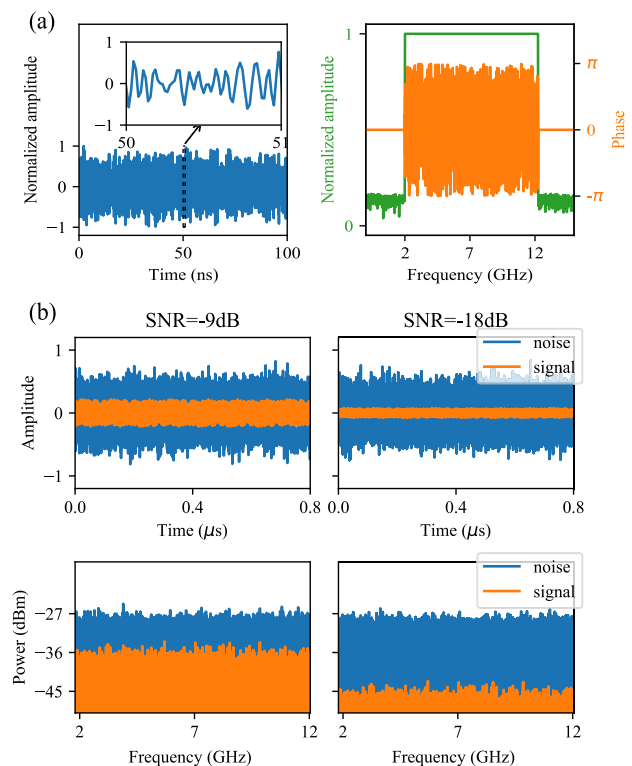 (a)
Normalized amplitude
1
0
−1
1
0
−1
50
51
0
50
100
Time (ns)
Normalized amplitude
1
0
π
0
-π
Phase
2
7
12
Frequency (GHz)
(b)
SNR=-9dB
SNR=-18dB
Amplitude
1
0
−1
0.0
0.4
0.8
Time (μs)
noise
signal
0.0
0.4
0.8
Time (μs)
Power (dBm)
−27
−36
−45
2
7
12
Frequency (GHz)
noise
signal
2
7
12
Frequency (GHz)